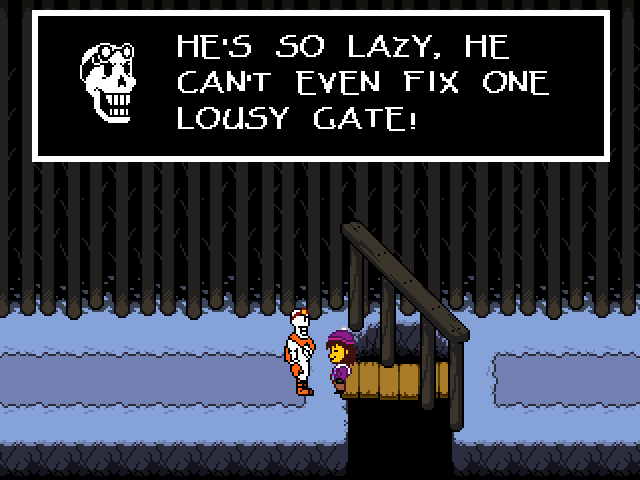 HE'S SO LAZY, HE
CAN'T EVEN FIX ONE
LOUSY GATE!